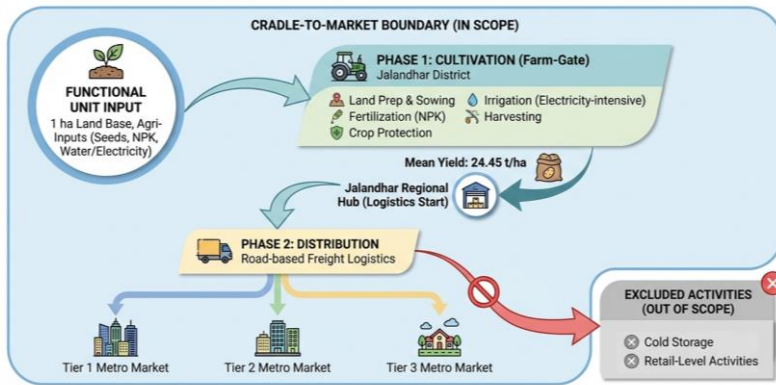 CRADLE-TO-MARKET BOUNDARY (IN SCOPE)
FUNCTIONAL
UNIT INPUT
1 ha Land Base, Agri-
Inputs (Seeds, NPK,
Water/Electricity)
PHASE 1: CULTIVATION (Farm-Gate)
Jalandhar District
Land Prep & Sowing
Irrigation (Electricity-intensive)
Fertilization (NPK)
Harvesting
Crop Protection
Mean Yield: 24.45 t/ha
Jalandhar Regional
Hub (Logistics Start)
PHASE 2: DISTRIBUTION
Road-based Freight Logistics
Tier 1 Metro Market
Tier 2 Metro Market
Tier 3 Metro Market
EXCLUDED ACTIVITIES
(OUT OF SCOPE)
Cold Storage
Retail-Level Activities